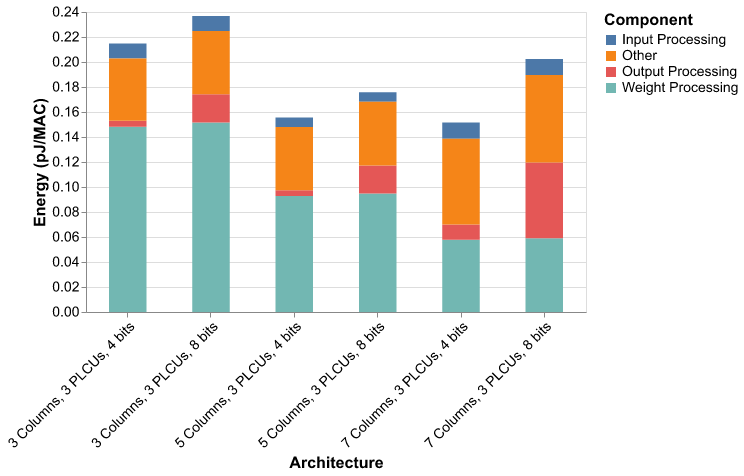 0.24
0.22
0.20
0.18
0.16
0.14
0.12
0.10
0.08
0.06
0.04
0.02
0.00
Energy (pJ/MAC)
3 Columns, 3 PLCUs, 4 bits
3 Columns, 3 PLCUs, 8 bits
5 Columns, 3 PLCUs, 4 bits
5 Columns, 3 PLCUs, 8 bits
7 Columns, 3 PLCUs, 4 bits
7 Columns, 3 PLCUs, 8 bits
Architecture
Component
Input Processing
Other
Output Processing
Weight Processing